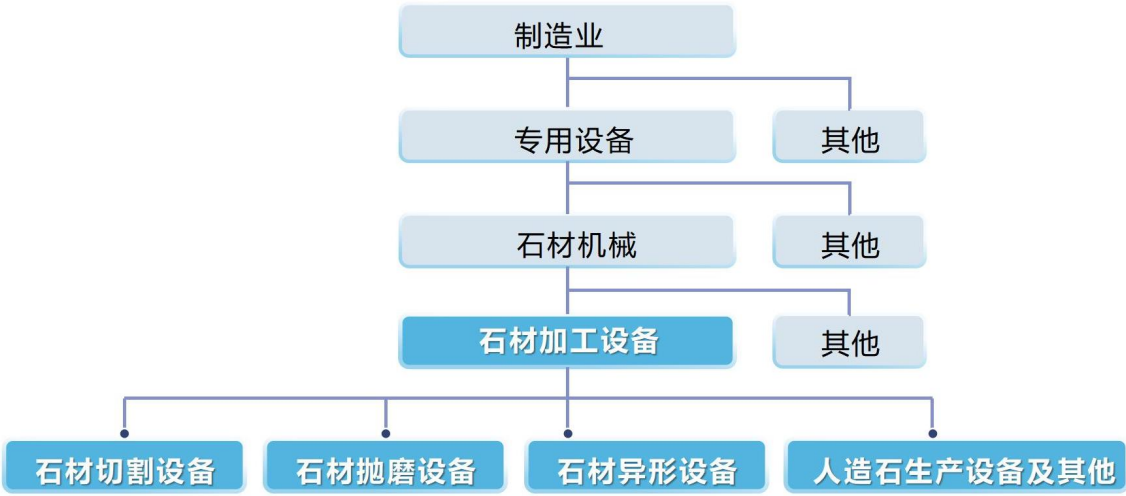 制造业
专用设备
其他
石材机械
其他
石材加工设备
其他
石材切割设备
石材抛磨设备
石材异形设备
人造石生产设备及其他